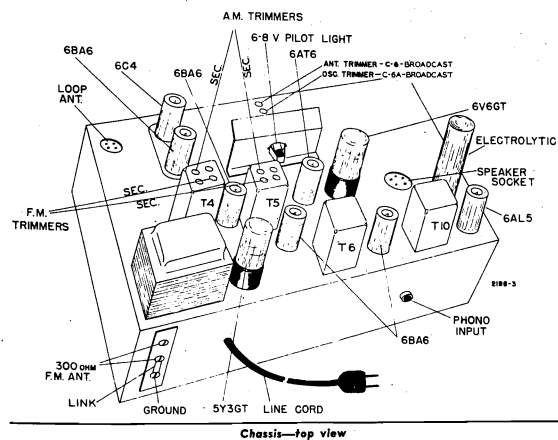 A.M. TRIMMERS
6-8 V PILOT LIGHT
6BA6
6C4
6BA6
SEC.
SEC.
6AT6
ANT. TRIMMER-C-6-BROADCAST
OSC. TRIMMER-C-6A-BROADCAST
LOOP
ANT.
6V6GT
ELECTROLYTIC
SPEAKER
SOCKET
SEC.
SEC.
F.M.
TRIMMERS
T4
T5
T6
T10
6AL5
2196-3
PHONO
INPUT
6BA6
300 OHM
F.M. ANT.
LINK
GROUND
5Y3GT
LINE CORD
Chassis—top view